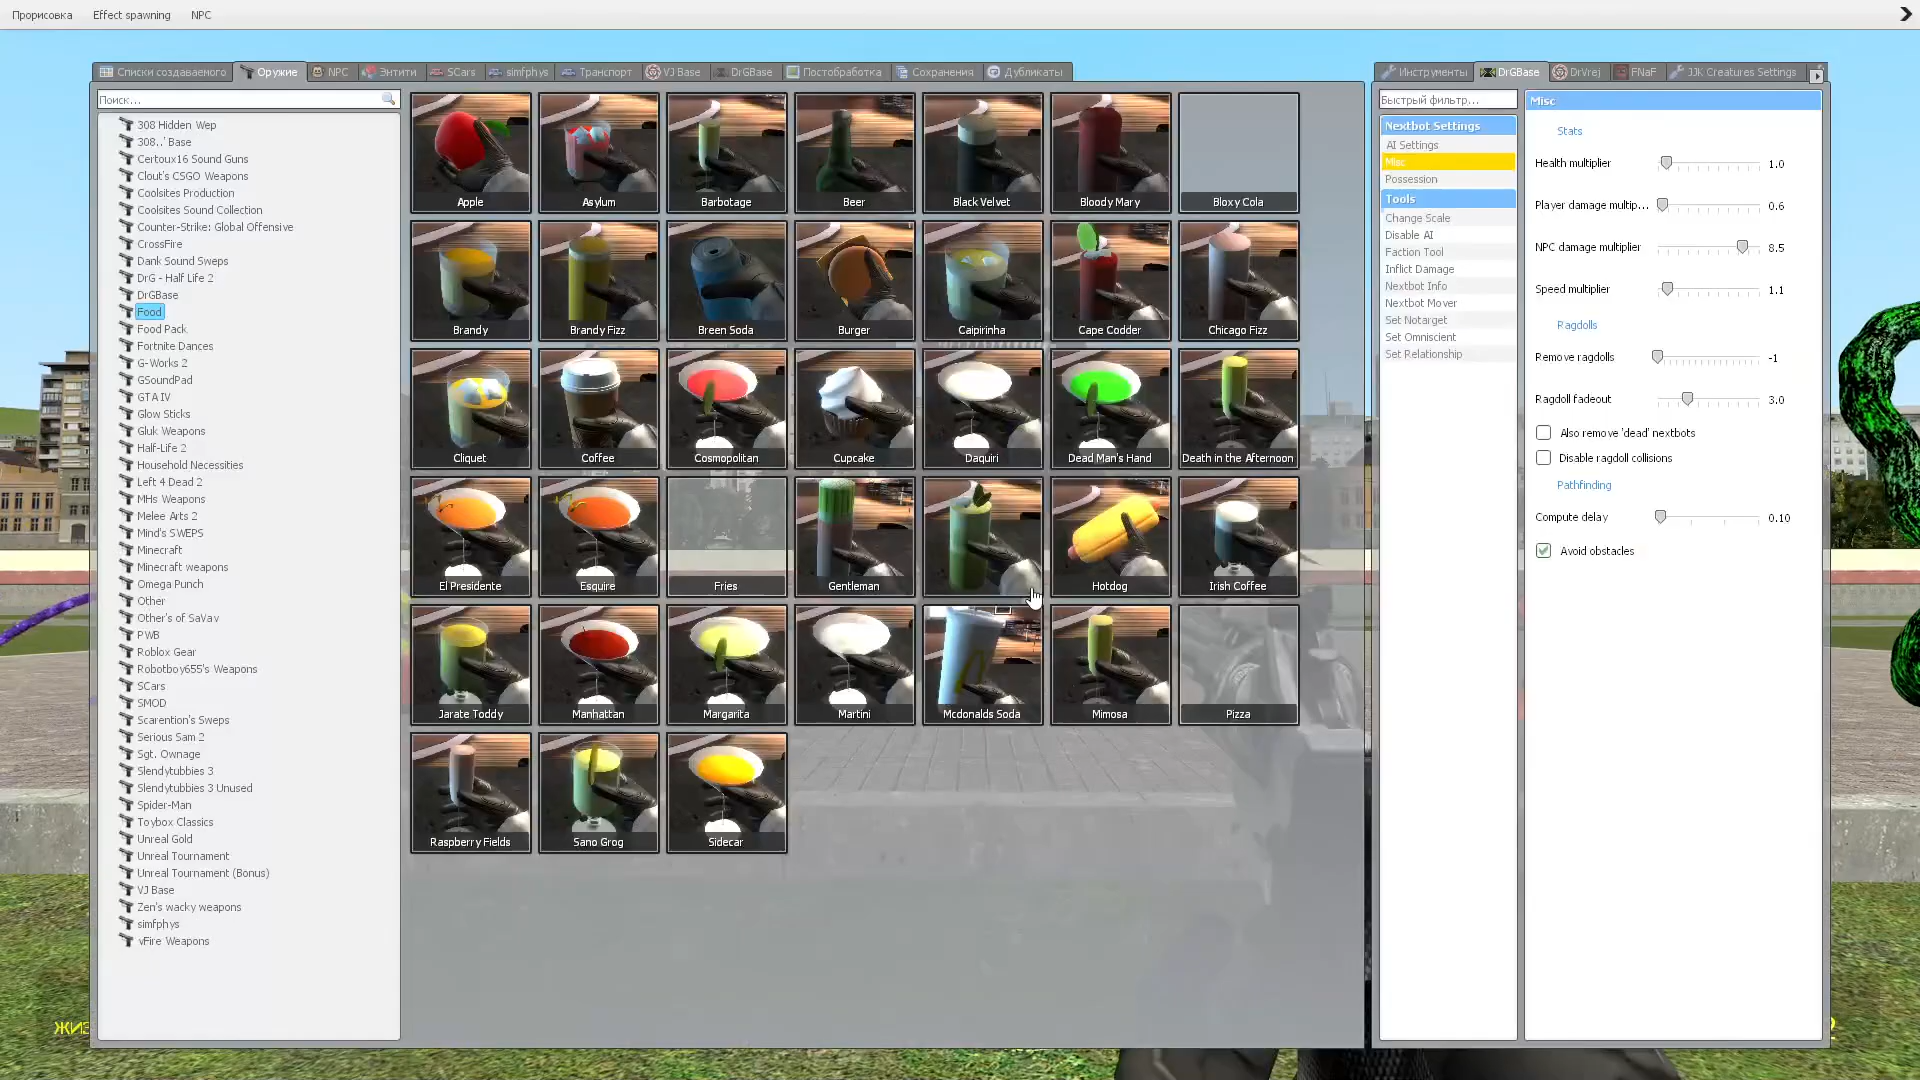 Прорисовка Effect spawning NPC
Списки создаваемого Оружие NPC Энтити SCars simfphys Транспорт VJ Base DrGBase Постобработка Сохранения Дубликаты
Инструменты DrGBase DrVrej FNaF JJK Creatures Settings
Поиск...
308 Hidden Wep
308..' Base
Certoux16 Sound Guns
Clout's CSGO Weapons
Coolsites Production
Coolsites Sound Collection
Counter-Strike: Global Offensive
CrossFire
Dank Sound Sweps
DrG - Half Life 2
DrGBase
Food
Food Pack
Fortnite Dances
G-Works 2
GSoundPad
GTA IV
Glow Sticks
Gluk Weapons
Half-Life 2
Household Necessities
Left 4 Dead 2
MHs Weapons
Melee Arts 2
Mind's SWEPS
Minecraft
Minecraft weapons
Omega Punch
Other
Other's of SaVav
PWB
Roblox Gear
Robotboy655's Weapons
SCars
SMOD
Scarention's Sweps
Serious Sam 2
Sgt. Ownage
Slendytubbies 3
Slendytubbies 3 Unused
Spider-Man
Toybox Classics
Unreal Gold
Unreal Tournament
Unreal Tournament (Bonus)
VJ Base
Zen's wacky weapons
simfphys
vFire Weapons
Apple Asylum Barbotage Beer Black Velvet Bloody Mary Bloxy Cola
Brandy Brandy Fizz Breen Soda Burger Caipirinha Cape Codder Chicago Fizz
Cliquet Coffee Cosmopolitan Cupcake Daquiri Dead Man's Hand Death in the Afternoon
El Presidente Esquire Fries Gentleman Hotdog Irish Coffee
Jarate Toddy Manhattan Margarita Martini Mcdonalds Soda Mimosa Pizza
Raspberry Fields Sano Grog Sidecar
Быстрый фильтр...
Nextbot Settings
AI Settings
Misc
Possession
Tools
Change Scale
Disable AI
Faction Tool
Inflict Damage
Nextbot Info
Nextbot Mover
Set Notarget
Set Omniscient
Set Relationship
Misc
Stats
Health multiplier 1.0
Player damage multip... 0.6
NPC damage multiplier 8.5
Speed multiplier 1.1
Ragdolls
Remove ragdolls -1
Ragdoll fadeout 3.0
Also remove 'dead' nextbots
Disable ragdoll collisions
Pathfinding
Compute delay 0.10
Avoid obstacles